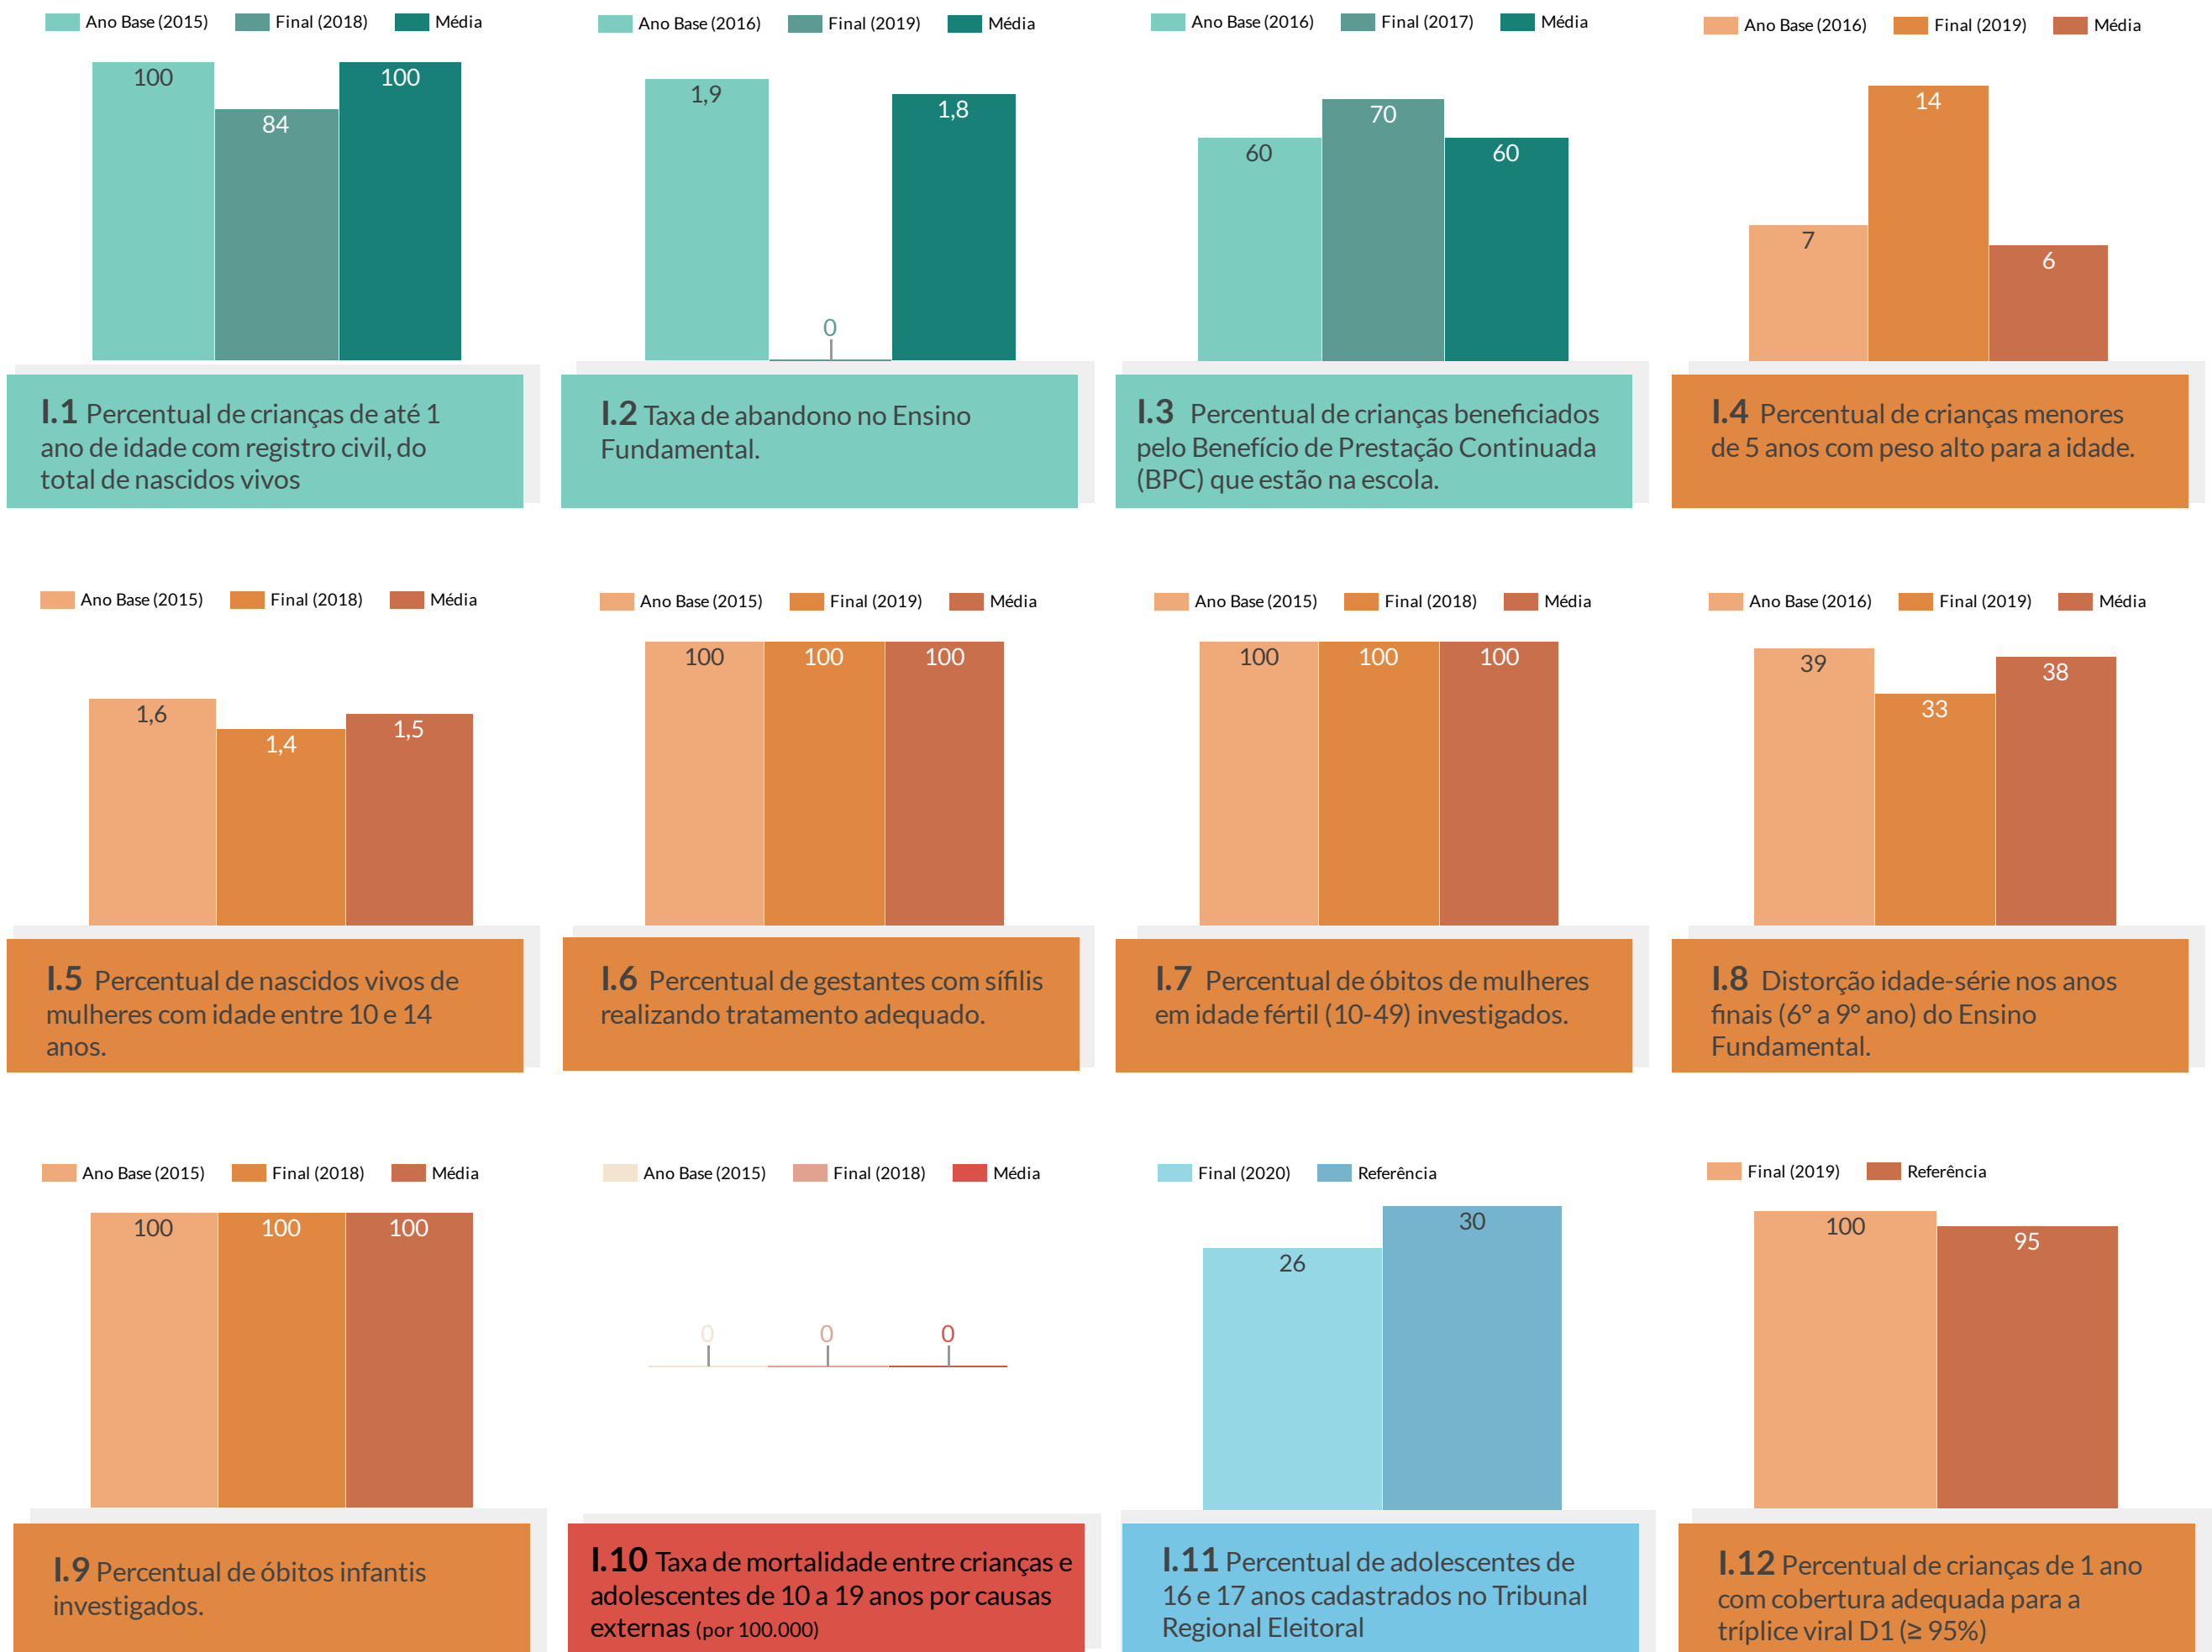 Ano Base (2015) Final (2018) Média
100
84
100
I.1 Percentual de crianças de até 1
ano de idade com registro civil, do
total de nascidos vivos
Ano Base (2016) Final (2019) Média
1,9
0
1,8
I.2 Taxa de abandono no Ensino
Fundamental.
Ano Base (2016) Final (2017) Média
60
70
60
I.3 Percentual de crianças beneficiados
pelo Benefício de Prestação Continuada
(BPC) que estão na escola.
Ano Base (2016) Final (2019) Média
7
14
6
I.4 Percentual de crianças menores
de 5 anos com peso alto para a idade.
Ano Base (2015) Final (2018) Média
1,6
1,4
1,5
I.5 Percentual de nascidos vivos de
mulheres com idade entre 10 e 14
anos.
Ano Base (2015) Final (2019) Média
100
100
100
I.6 Percentual de gestantes com sífilis
realizando tratamento adequado.
Ano Base (2015) Final (2018) Média
100
100
100
I.7 Percentual de óbitos de mulheres
em idade fértil (10-49) investigados.
Ano Base (2016) Final (2019) Média
39
33
38
I.8 Distorção idade-série nos anos
finais (6° a 9° ano) do Ensino
Fundamental.
Ano Base (2015) Final (2018) Média
100
100
100
I.9 Percentual de óbitos infantis
investigados.
Ano Base (2015) Final (2018) Média
0
0
0
I.10 Taxa de mortalidade entre crianças e
adolescentes de 10 a 19 anos por causas
externas (por 100.000)
Final (2020) Referência
26
30
I.11 Percentual de adolescentes de
16 e 17 anos cadastrados no Tribunal
Regional Eleitoral
Final (2019) Referência
100
95
I.12 Percentual de crianças de 1 ano
com cobertura adequada para a
tríplice viral D1 (≥ 95%)